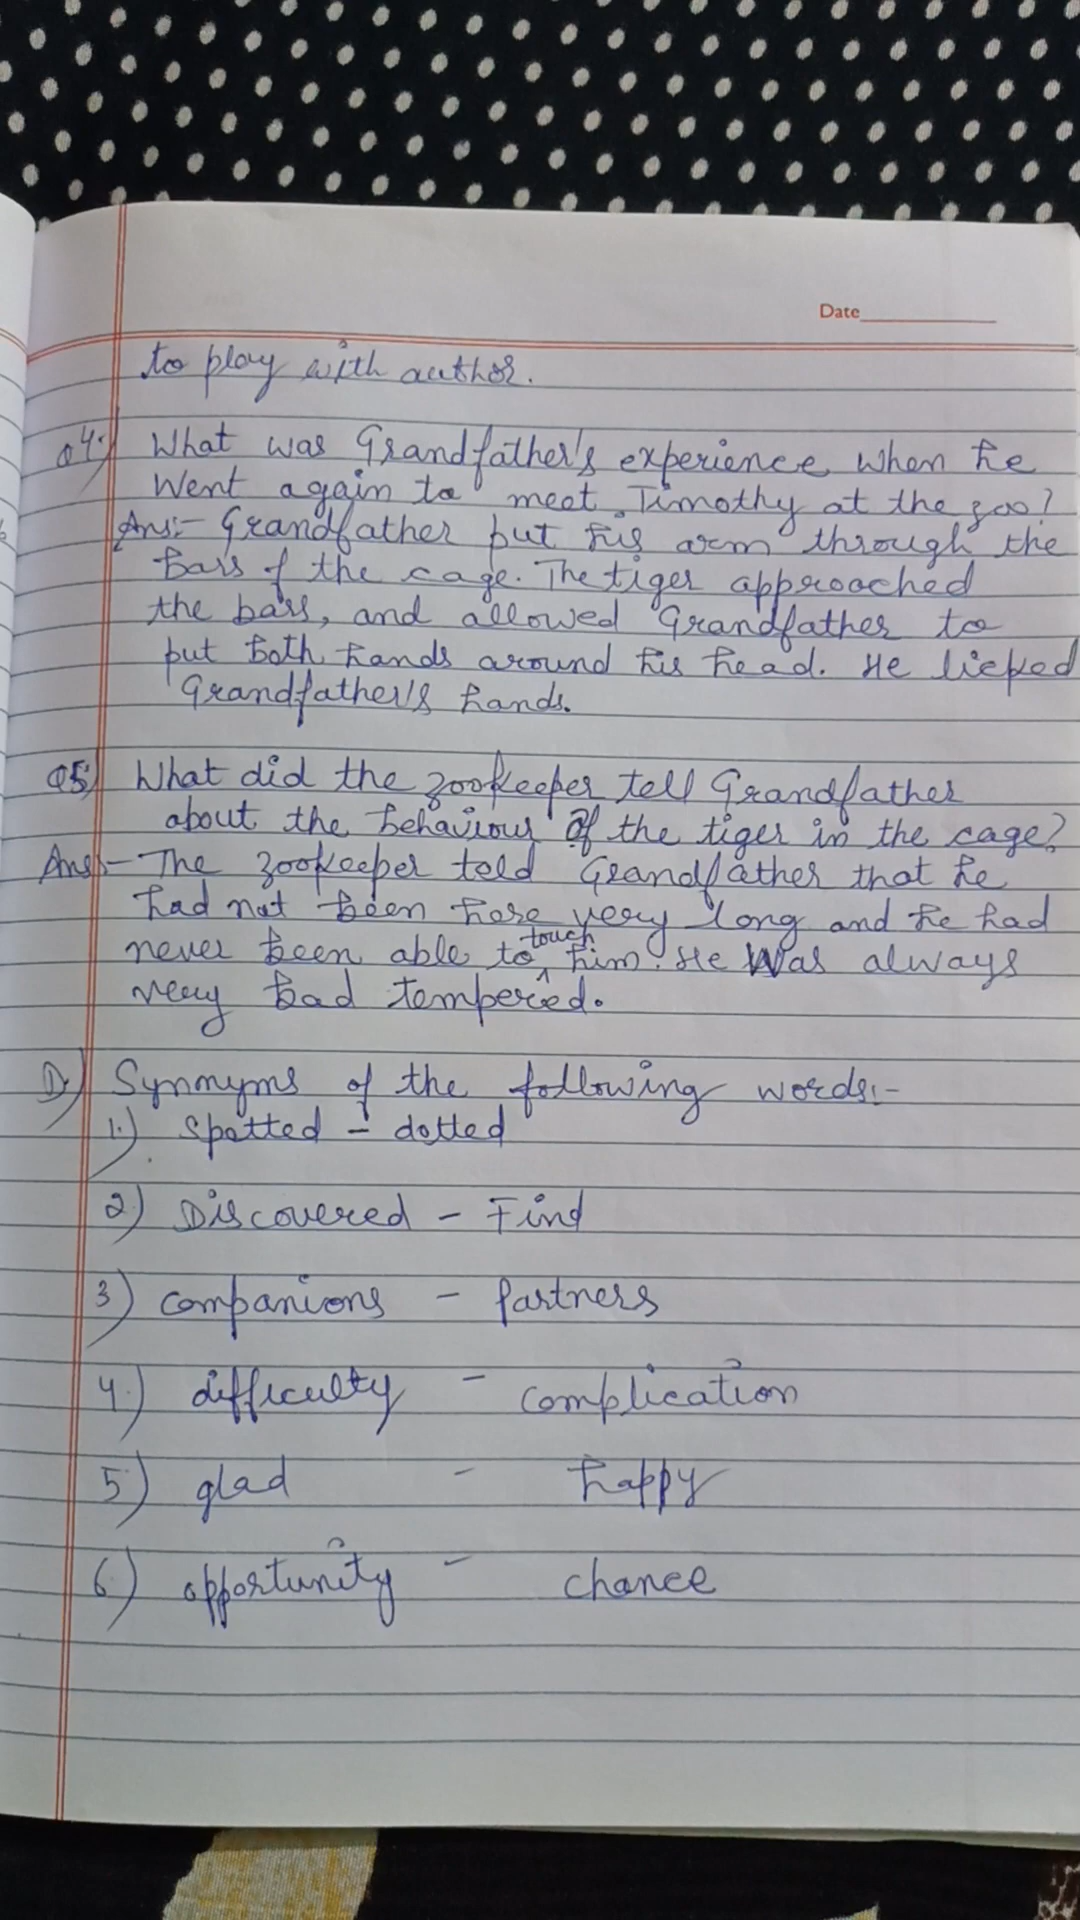 Date
to play with author.
Q4) What was Grandfather's experience when he
went again to meet Timothy at the zoo?
Ans:- Grandfather put his arm through the
bars of the cage. The tiger approached
the bars, and allowed Grandfather to
put both hands around his head. He licked
Grandfather's hands.
Q5) What did the zookeeper tell Grandfather
about the behaviour of the tiger in the cage?
Ans:- The zookeeper told Grandfather that he
had not been here very long and he had
never been able to touch him. He was always
very bad tempered.
D) Synonyms of the following words:-
1.) Spotted - dotted
2) Discovered - Find
3) companions - Partners
4.) difficulty - complication
5) glad - happy
6.) opportunity - chance